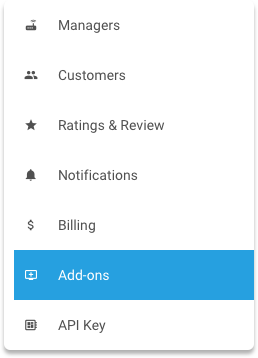 Managers
Customers
Ratings & Review
Notifications
Billing
Add-ons
API Key